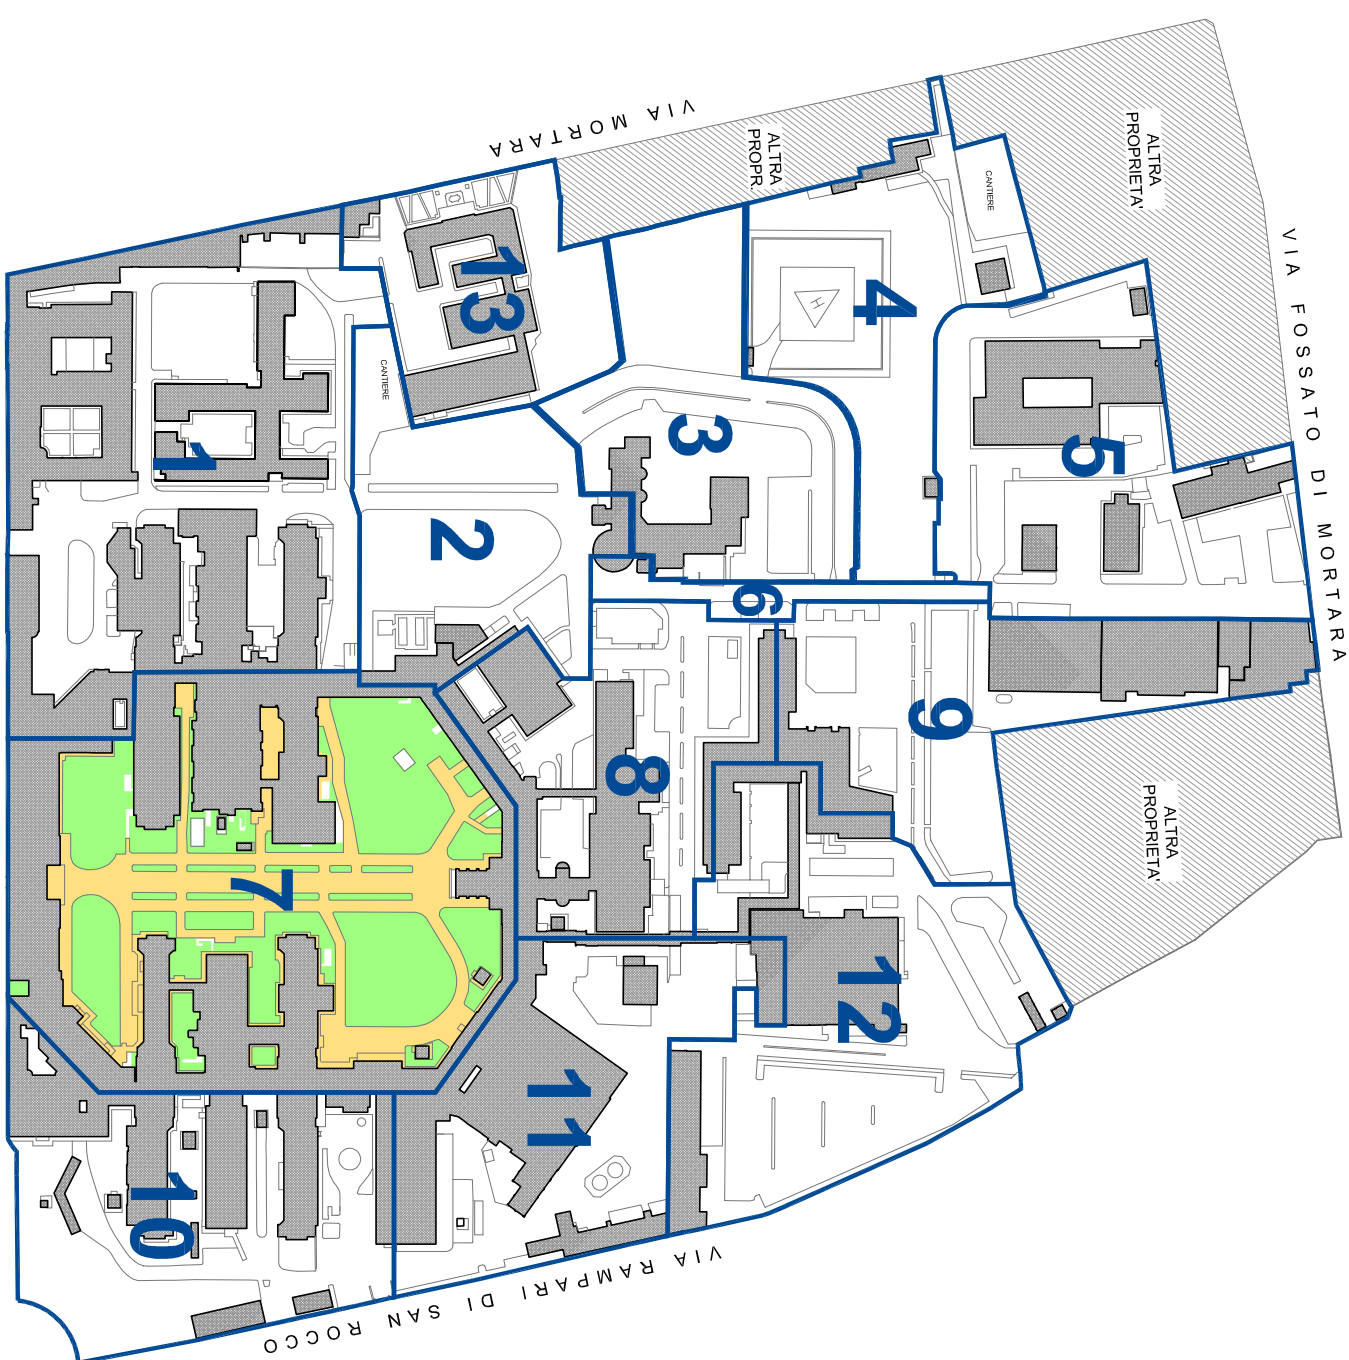 VIA MORTARA
ALTRA
PROPR.
ALTRA
PROPRIETA'
CANTIERE
VIA FOSSATO DI MORTARA
13
4
H
CANTIERE
3
5
1
2
6
9
8
ALTRA
PROPRIETA'
7
12
11
10
VIA RAMPARI DI SAN ROCCO